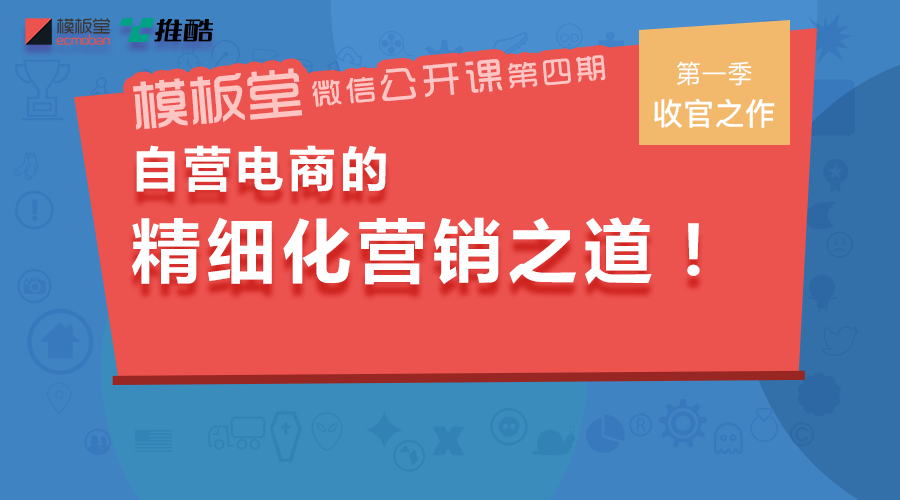 模板堂 推酷
ecmoban
模板堂 微信公开课第四期
第一季
收官之作
自营电商的
精细化营销之道！